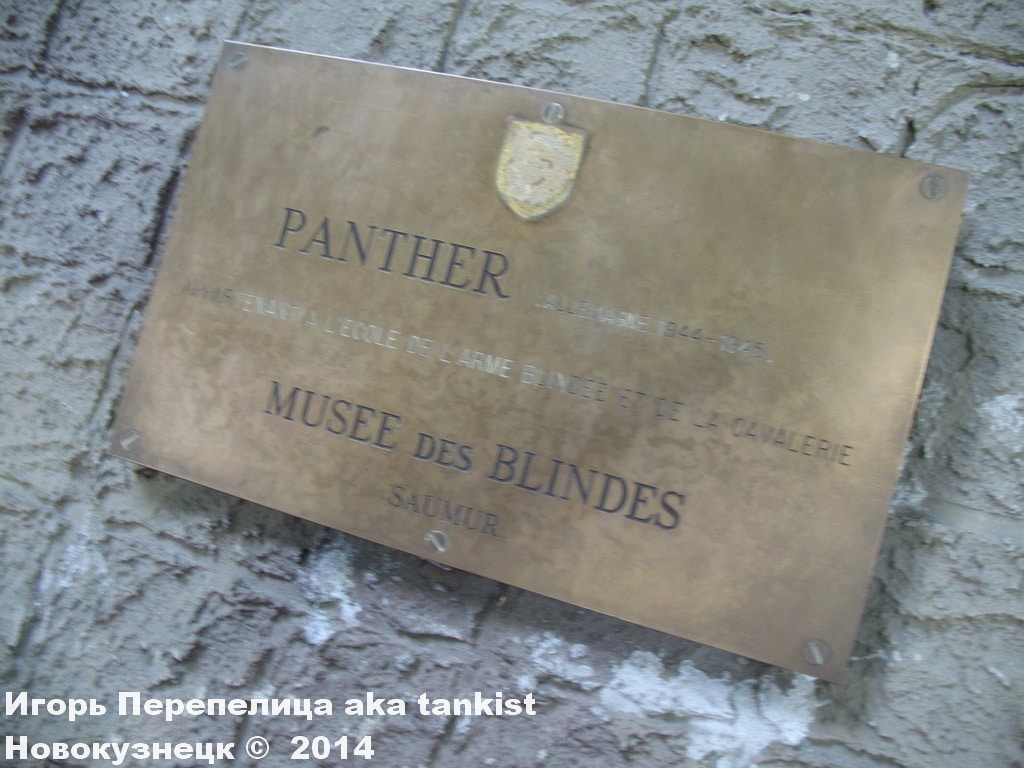 PANTHER .ALLEMAGNE 1944-1945.
APPARTENANT A L'ECOLE DE L'ARME BLINDEE ET DE LA CAVALERIE
MUSEE DES BLINDES
SAUMUR
Игорь Перепелица aka tankist
Новокузнецк © 2014